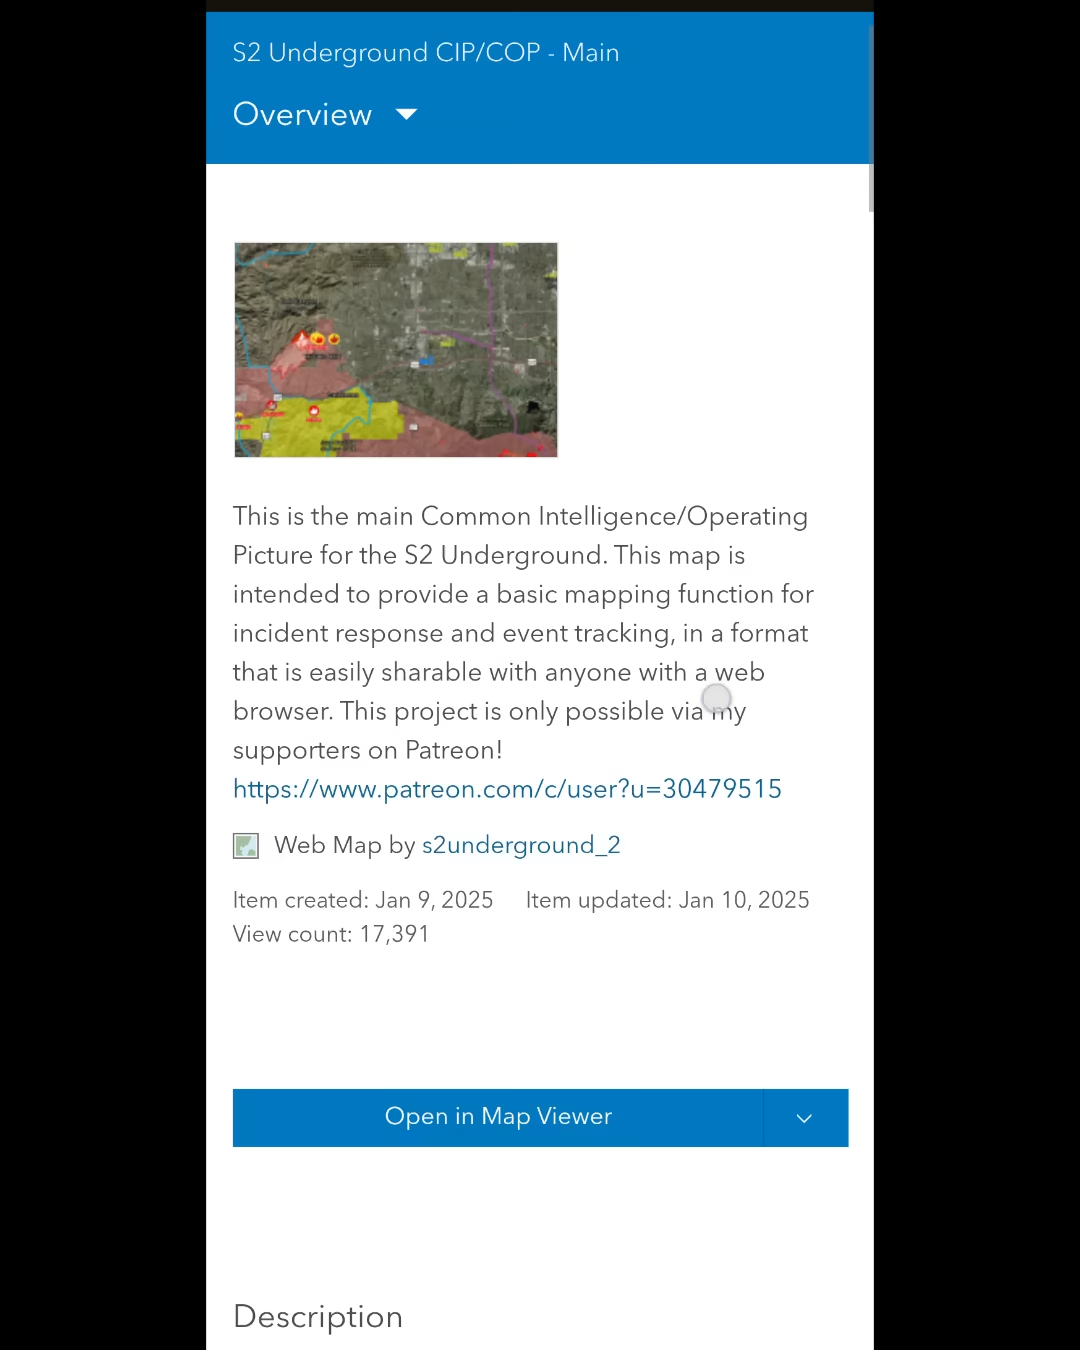 S2 Underground CIP/COP - Main
Overview
This is the main Common Intelligence/Operating
Picture for the S2 Underground. This map is
intended to provide a basic mapping function for
incident response and event tracking, in a format
that is easily sharable with anyone with a web
browser. This project is only possible via my
supporters on Patreon!
https://www.patreon.com/c/user?u=30479515
Web Map by s2underground_2
Item created: Jan 9, 2025 Item updated: Jan 10, 2025
View count: 17,391
Open in Map Viewer
Description